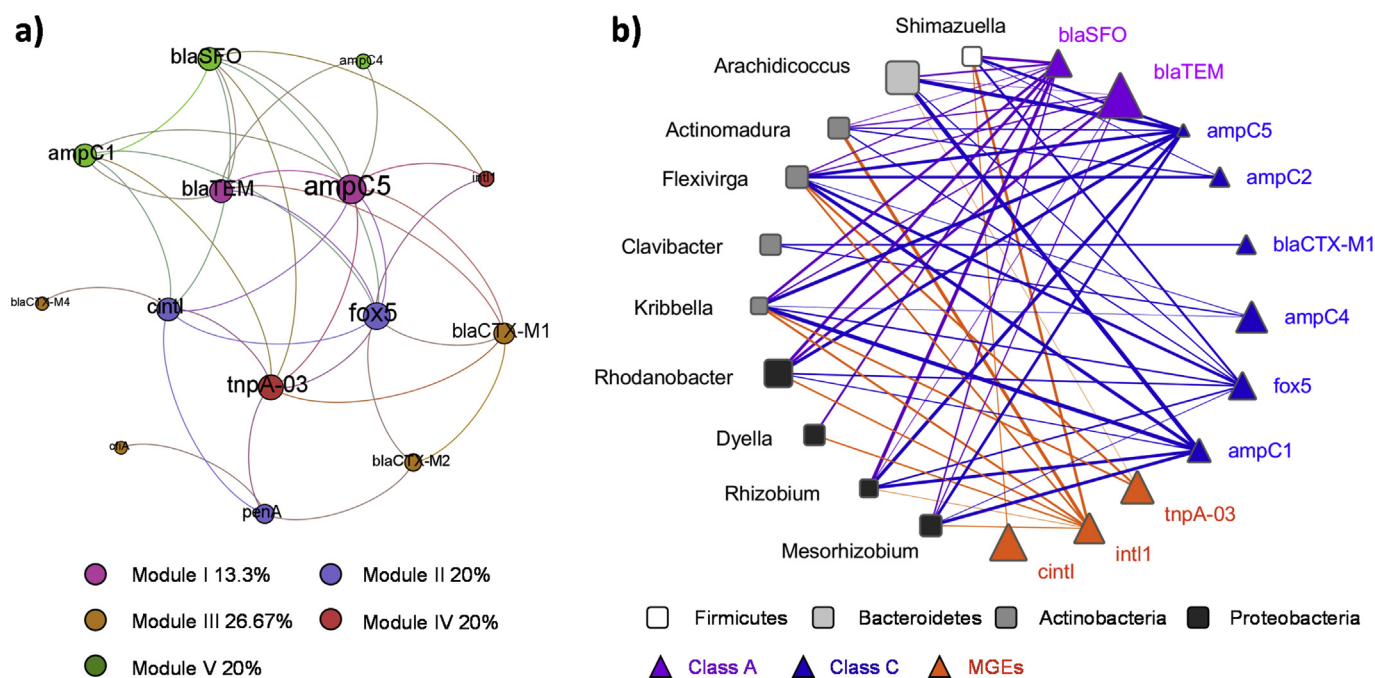 a)
blaSFO
ampC4
ampC1
blaTEM
ampC5
intI1
blaCTX-M4
cintI
fox5
blaCTX-M1
tnpA-03
cfiA
blaCTX-M2
penA
Module I 13.3%
Module II 20%
Module III 26.67%
Module IV 20%
Module V 20%
b)
Shimazuella
blaSFO
Arachidicoccus
blaTEM
Actinomadura
ampC5
Flexivirga
ampC2
Clavibacter
blaCTX-M1
Kribbella
ampC4
Rhodanobacter
fox5
Dyella
ampC1
Rhizobium
tnpA-03
Mesorhizobium
intI1
cintI
Firmicutes
Bacteroidetes
Actinobacteria
Proteobacteria
Class A
Class C
MGEs